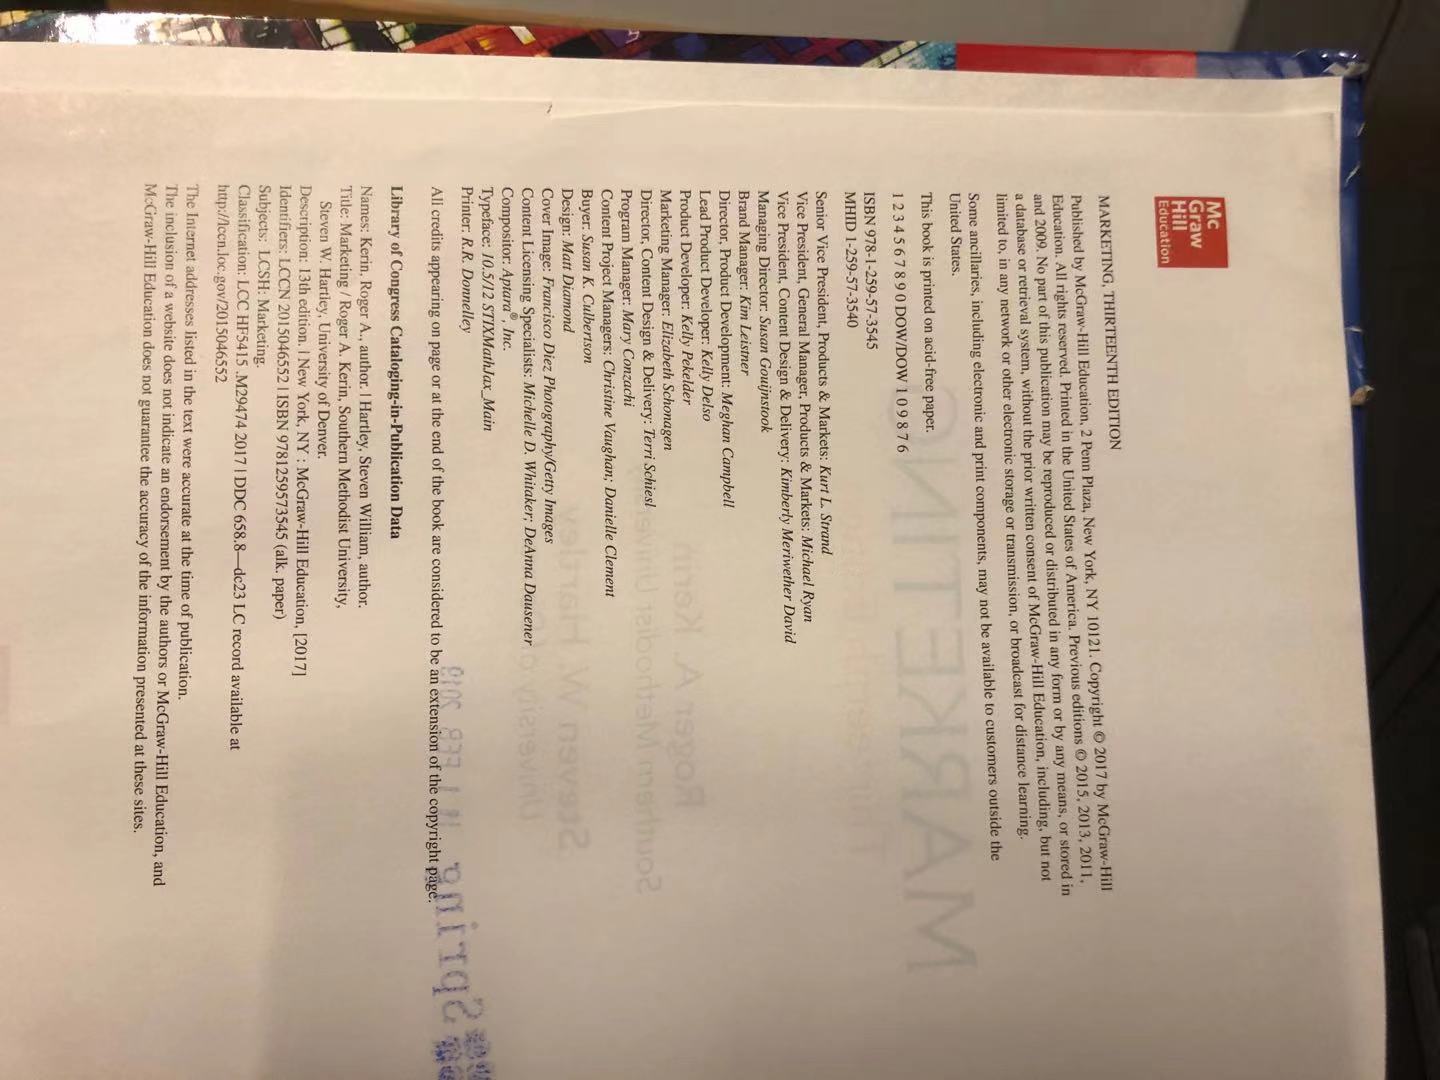 Mc
Graw
Hill
Education
MARKETING, THIRTEENTH EDITION
Published by McGraw-Hill Education, 2 Penn Plaza, New York, NY 10121. Copyright © 2017 by McGraw-Hill
Education. All rights reserved. Printed in the United States of America. Previous editions © 2015, 2013, 2011,
and 2009. No part of this publication may be reproduced or distributed in any form or by any means, or stored in
a database or retrieval system, without the prior written consent of McGraw-Hill Education, including, but not
limited to, in any network or other electronic storage or transmission, or broadcast for distance learning.
Some ancillaries, including electronic and print components, may not be available to customers outside the
United States.
This book is printed on acid-free paper.
1 2 3 4 5 6 7 8 9 0 DOW/DOW 1 0 9 8 7 6
ISBN 978-1-259-57-3545
MHID 1-259-57-3540
Senior Vice President, Products & Markets: Kurt L. Strand
Vice President, General Manager, Products & Markets: Michael Ryan
Vice President, Content Design & Delivery: Kimberly Meriwether David
Managing Director: Susan Gouijnstook
Brand Manager: Kim Leistner
Director, Product Development: Meghan Campbell
Lead Product Developer: Kelly Delso
Product Developer: Kelly Pekelder
Marketing Manager: Elizabeth Schonagen
Director, Content Design & Delivery: Terri Schiesl
Program Manager: Mary Conzachi
Content Project Managers: Christine Vaughan; Danielle Clement
Buyer: Susan K. Culbertson
Design: Matt Diamond
Cover Image: Francisco Diez Photography/Getty Images
Content Licensing Specialists: Michelle D. Whitaker; DeAnna Dausener
Compositor: Aptara®, Inc.
Typeface: 10.5/12 STIXMathJax_Main
Printer: R.R. Donnelley
All credits appearing on page or at the end of the book are considered to be an extension of the copyright page.
Library of Congress Cataloging-in-Publication Data
Names: Kerin, Roger A., author. | Hartley, Steven William, author.
Title: Marketing / Roger A. Kerin, Southern Methodist University,
Steven W. Hartley, University of Denver.
Description: 13th edition. | New York, NY : McGraw-Hill Education, [2017]
Identifiers: LCCN 2015046552 | ISBN 9781259573545 (alk. paper)
Subjects: LCSH: Marketing.
Classification: LCC HF5415 .M29474 2017 | DDC 658.8—dc23 LC record available at
http://lccn.loc.gov/2015046552
The Internet addresses listed in the text were accurate at the time of publication.
The inclusion of a website does not indicate an endorsement by the authors or McGraw-Hill Education, and
McGraw-Hill Education does not guarantee the accuracy of the information presented at these sites.